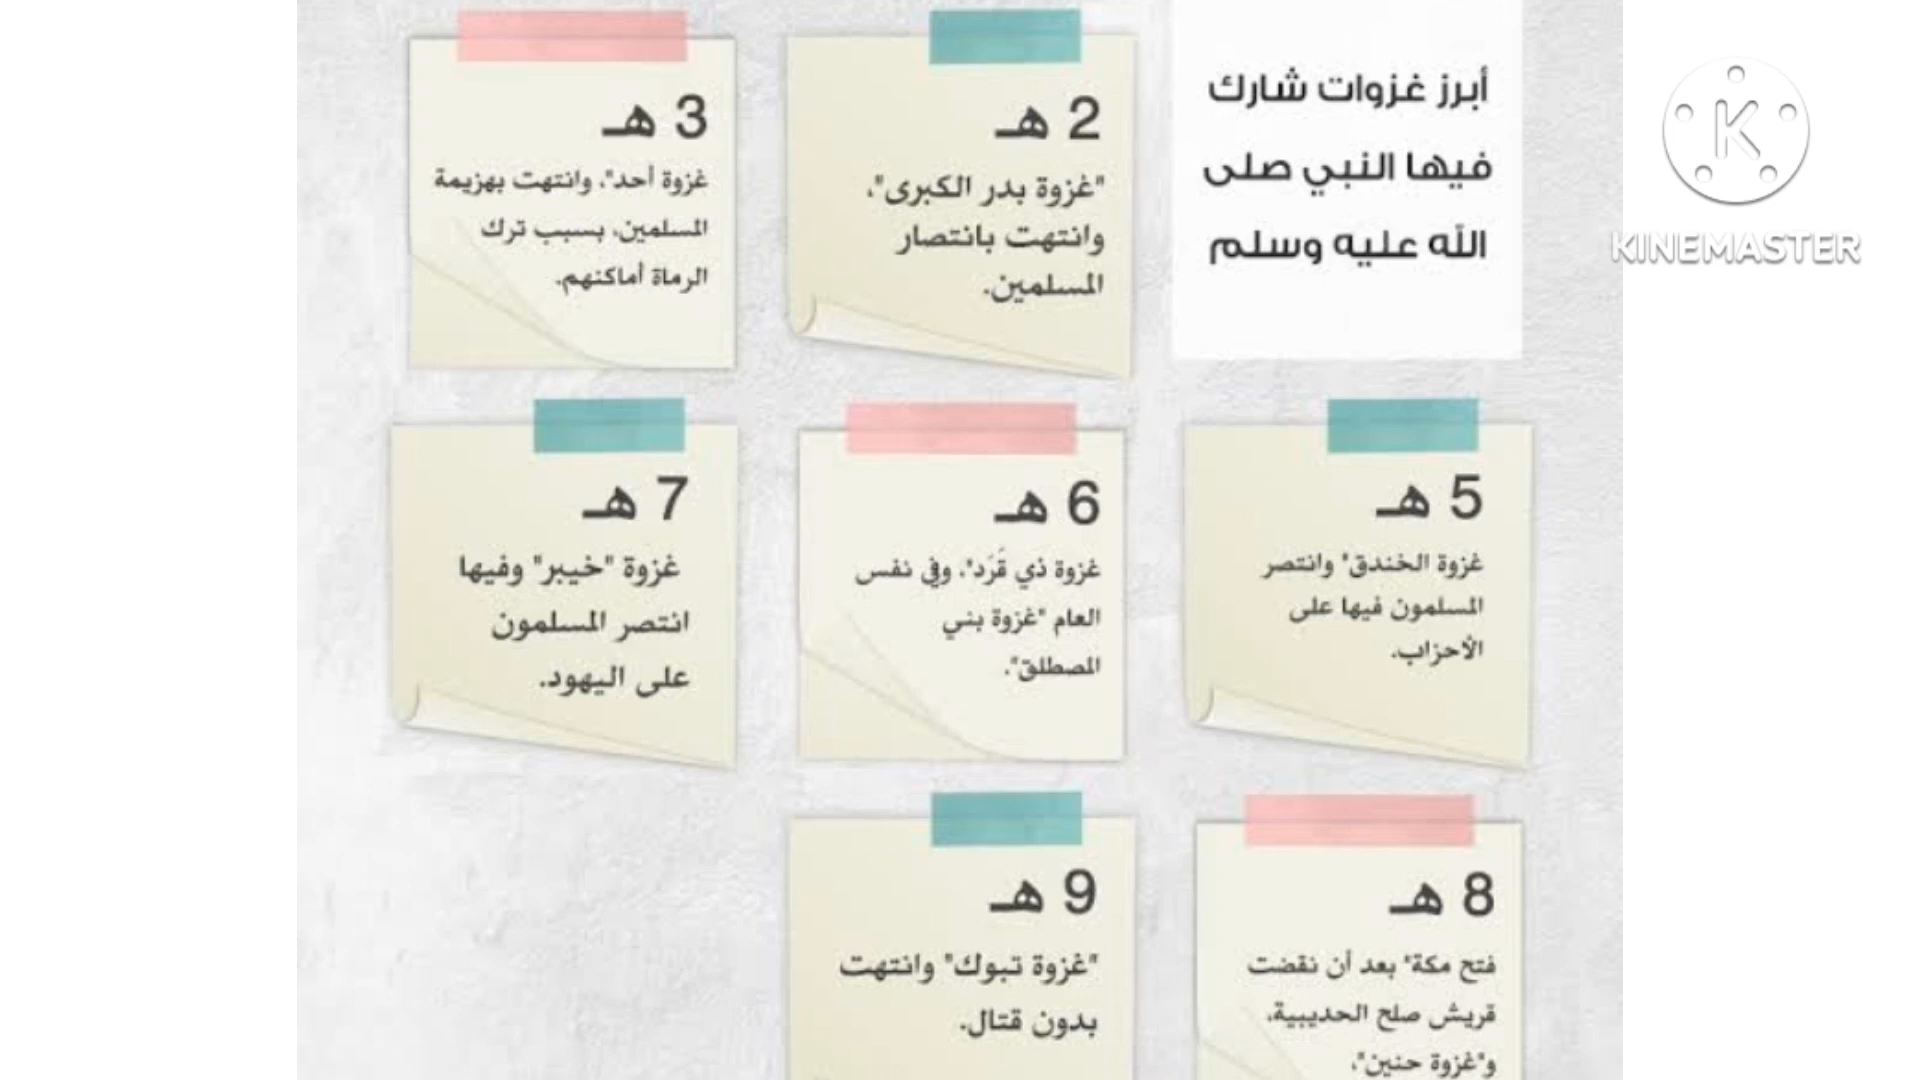 أبرز غزوات شارك
فيها النبي صلى
الله عليه وسلم
2 هـ
"غزوة بدر الكبرى"،
وانتهت بانتصار
المسلمين.
3 هـ
غزوة أحد"، وانتهت بهزيمة
المسلمين، بسبب ترك
الرماة أماكنهم.
5 هـ
غزوة الخندق" وانتصر
المسلمون فيها على
الأحزاب.
6 هـ
غزوة ذي قَرَد"، وفي نفس
العام "غزوة بني
المصطلق".
7 هـ
غزوة "خيبر" وفيها
انتصر المسلمون
على اليهود.
8 هـ
فتح مكة" بعد أن نقضت
قريش صلح الحديبية،
و"غزوة حنين"،
9 هـ
"غزوة تبوك" وانتهت
بدون قتال.
K
KINEMASTER